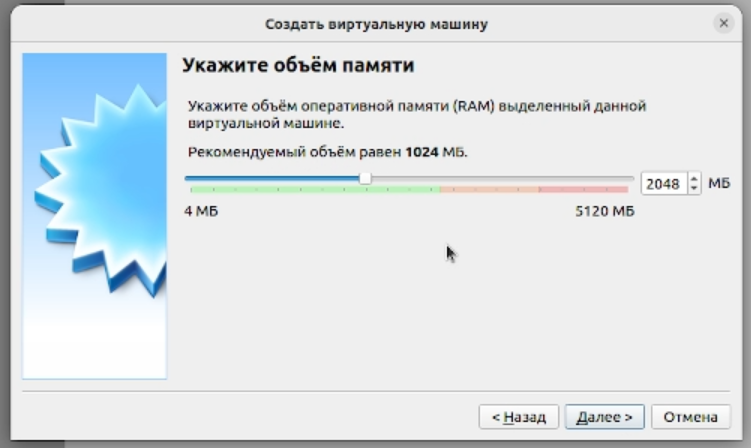 Создать виртуальную машину
Укажите объём памяти
Укажите объём оперативной памяти (RAM) выделенный данной
виртуальной машине.
Рекомендуемый объём равен 1024 МБ.
2048 МБ
4 МБ 5120 МБ
< Назад Далее > Отмена